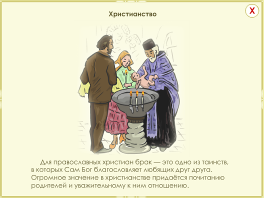 Христианство
X
Для православных христиан брак — это одно из таинств,
в которых Сам Бог благословляет любящих друг друга.
Огромное значение в христианстве придаётся почитанию
родителей и уважительному к ним отношению.